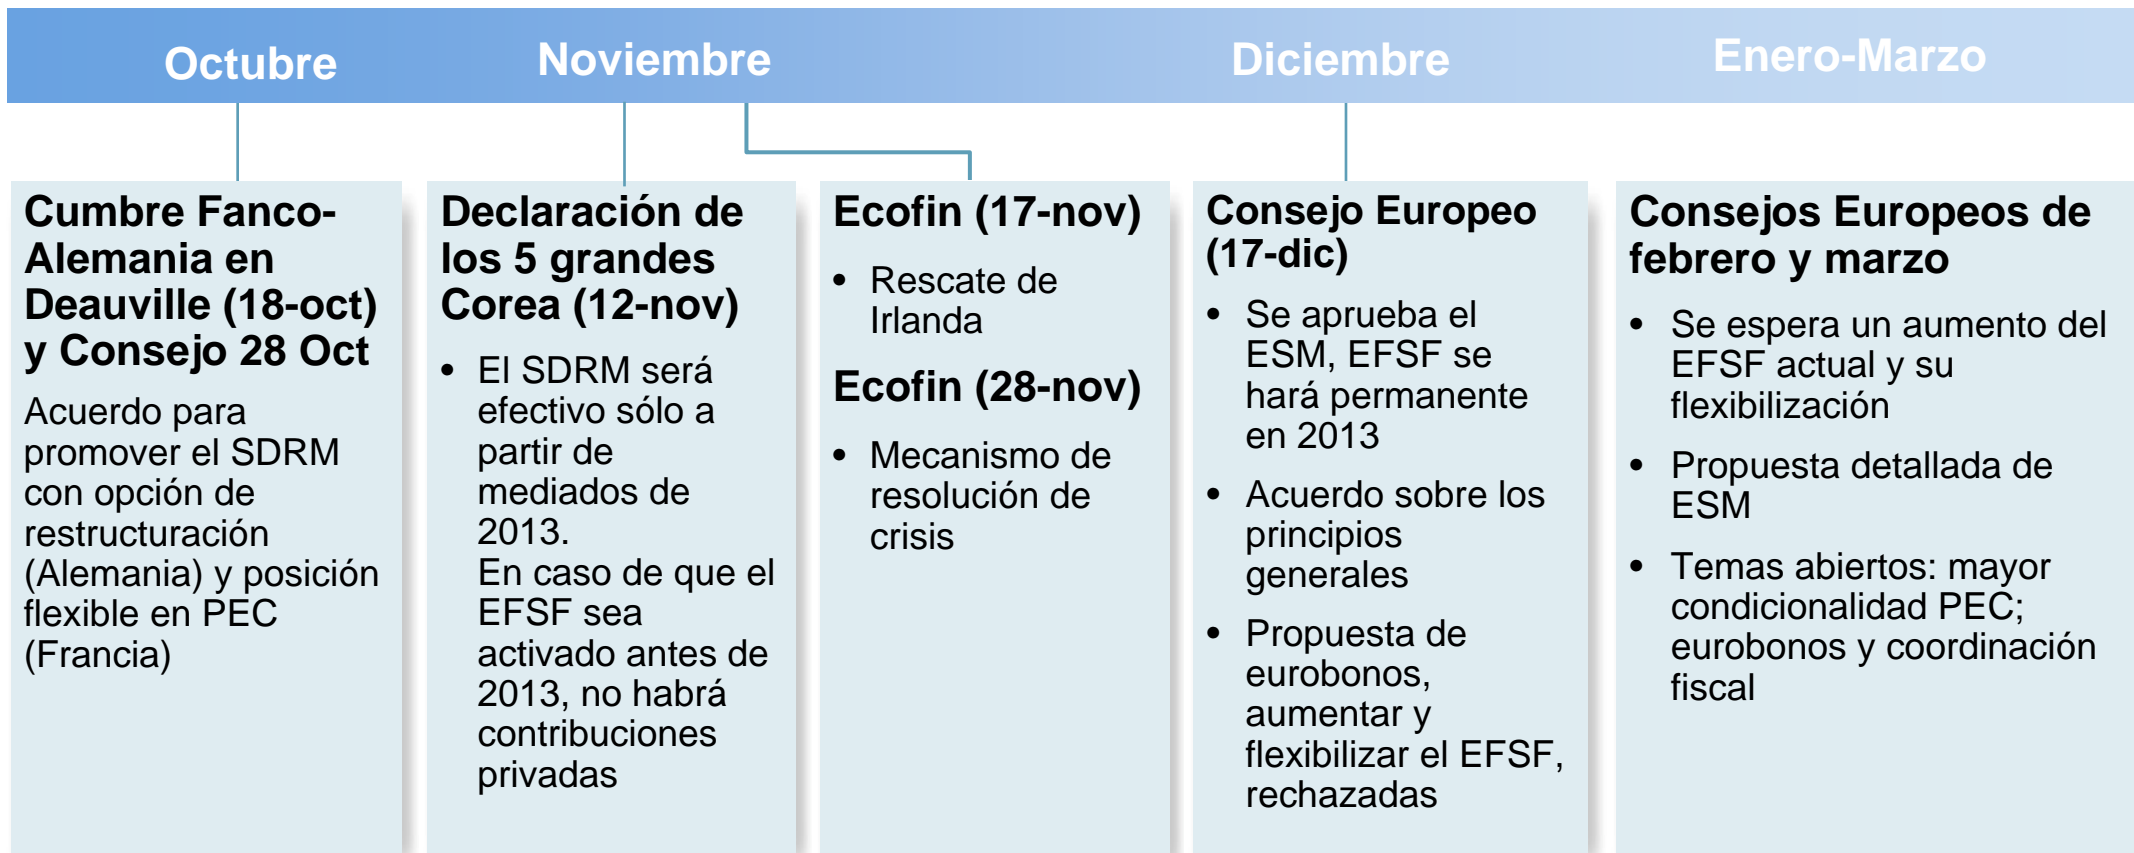 Octubre
Noviembre
Diciembre
Enero-Marzo
Cumbre Fanco-
Alemania en
Deauville (18-oct)
y Consejo 28 Oct
Acuerdo para
promover el SDRM
con opción de
restructuración
(Alemania) y posición
flexible en PEC
(Francia)
Declaración de
los 5 grandes
Corea (12-nov)
• El SDRM será
efectivo sólo a
partir de
mediados de
2013.
En caso de que el
EFSF sea
activado antes de
2013, no habrá
contribuciones
privadas
Ecofin (17-nov)
• Rescate de
Irlanda
Ecofin (28-nov)
• Mecanismo de
resolución de
crisis
Consejo Europeo
(17-dic)
• Se aprueba el
ESM, EFSF se
hará permanente
en 2013
• Acuerdo sobre los
principios
generales
• Propuesta de
eurobonos,
aumentar y
flexibilizar el EFSF,
rechazadas
Consejos Europeos de
febrero y marzo
• Se espera un aumento del
EFSF actual y su
flexibilización
• Propuesta detallada de
ESM
• Temas abiertos: mayor
condicionalidad PEC;
eurobonos y coordinación
fiscal